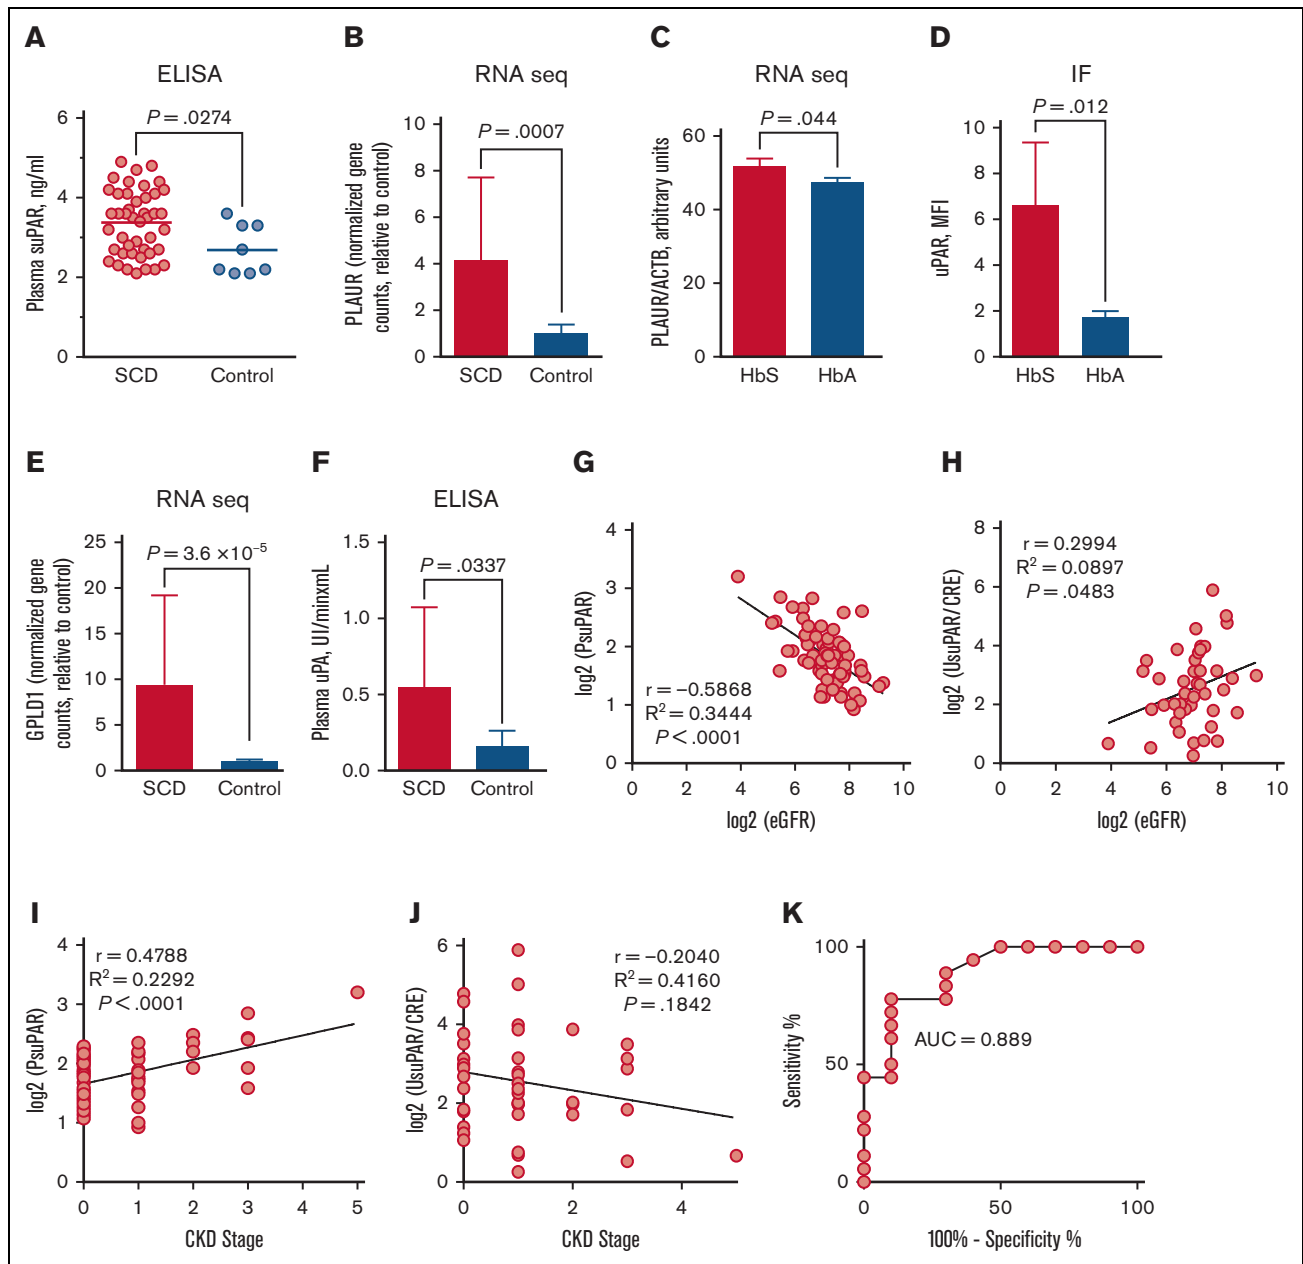 A
ELISA
P = .0274
Plasma suPAR, ng/ml
6
4
2
0
SCD
Control
B
RNA seq
P = .0007
PLAUR (normalized gene
counts, relative to control)
10
8
6
4
2
0
SCD
Control
C
RNA seq
P = .044
PLAUR/ACTB, arbitrary units
60
40
20
0
HbS
HbA
D
IF
P = .012
uPAR, MFI
10
8
6
4
2
0
HbS
HbA
E
RNA seq
P = 3.6 ×10⁻⁵
GPLD1 (normalized gene
counts, relative to control)
25
20
15
10
5
0
SCD
Control
F
ELISA
P = .0337
Plasma uPA, UI/minxmL
1.5
1.0
0.5
0.0
SCD
Control
G
log2 (PsuPAR)
4
3
2
1
0
r = –0.5868
R² = 0.3444
P < .0001
0
2
4
6
8
10
log2 (eGFR)
H
log2 (UsuPAR/CRE)
8
6
4
2
0
r = 0.2994
R² = 0.0897
P = .0483
0
2
4
6
8
10
log2 (eGFR)
I
log2 (PsuPAR)
4
3
2
1
0
r = 0.4788
R² = 0.2292
P < .0001
0
1
2
3
4
5
CKD Stage
J
log2 (UsuPAR/CRE)
6
4
2
0
r = –0.2040
R² = 0.4160
P = .1842
0
2
4
CKD Stage
K
Sensitivity %
100
50
0
AUC = 0.889
0
50
100
100% - Specificity %